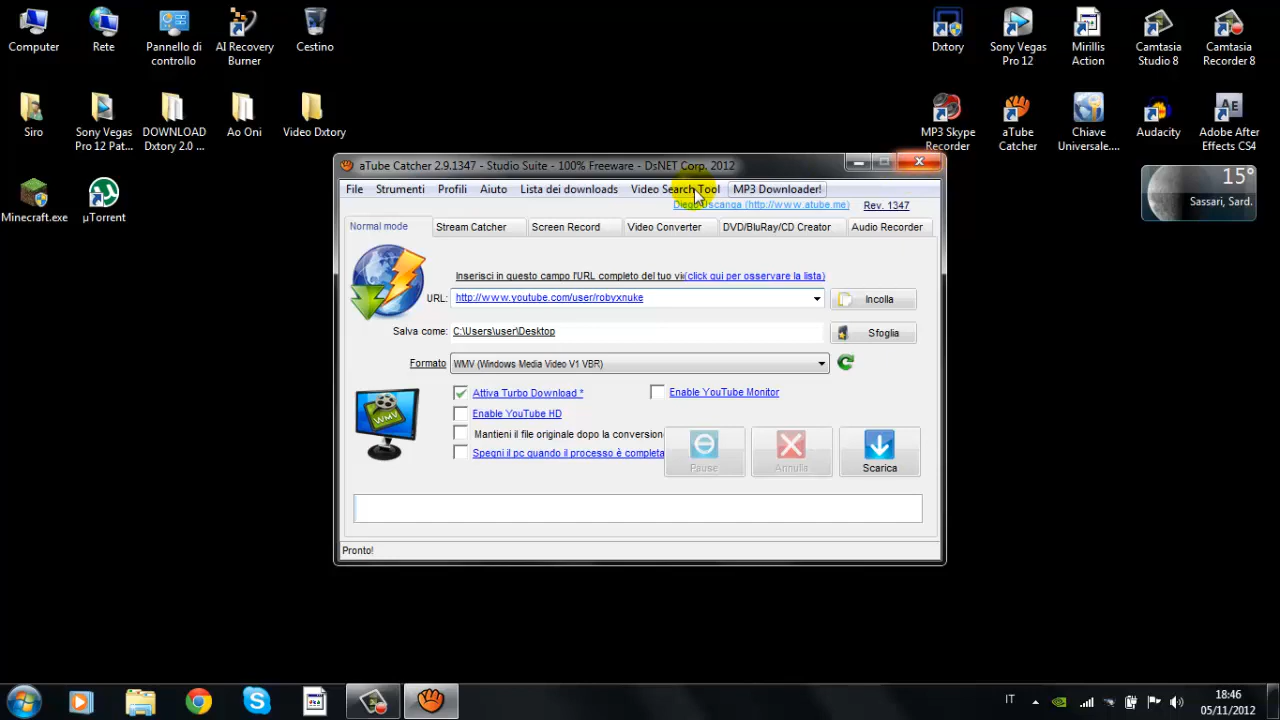 Computer
Rete
Pannello di
controllo
AI Recovery
Burner
Cestino
Dxtory
Sony Vegas
Pro 12
Mirillis
Action
Camtasia
Studio 8
Camtasia
Recorder 8
Siro
Sony Vegas
Pro 12 Pat...
DOWNLOAD
Dxtory 2.0 ...
Ao Oni
Video Dxtory
MP3 Skype
Recorder
aTube
Catcher
Chiave
Universale....
Audacity
Adobe After
Effects CS4
Minecraft.exe
µTorrent
15°
Sassari, Sard.
aTube Catcher 2.9.1347 - Studio Suite - 100% Freeware - DsNET Corp. 2012
File Strumenti Profili Aiuto Lista dei downloads Video Search Tool MP3 Downloader!
(http://www.atube.me) Rev. 1347
Normal mode Stream Catcher Screen Record Video Converter DVD/BluRay/CD Creator Audio Recorder
Inserisci in questo campo l'URL completo del tuo vi(click qui per osservare la lista)
URL: http://www.youtube.com/user/robyxnuke Incolla
Salva come: C:\Users\user\Desktop Sfoglia
Formato WMV (Windows Media Video V1 VBR)
Attiva Turbo Download * Enable YouTube Monitor
Enable YouTube HD
Mantieni il file originale dopo la conversione
Spegni il pc quando il processo è completa
Pause Annulla Scarica
WMV
Pronto!
IT
18:46
05/11/2012